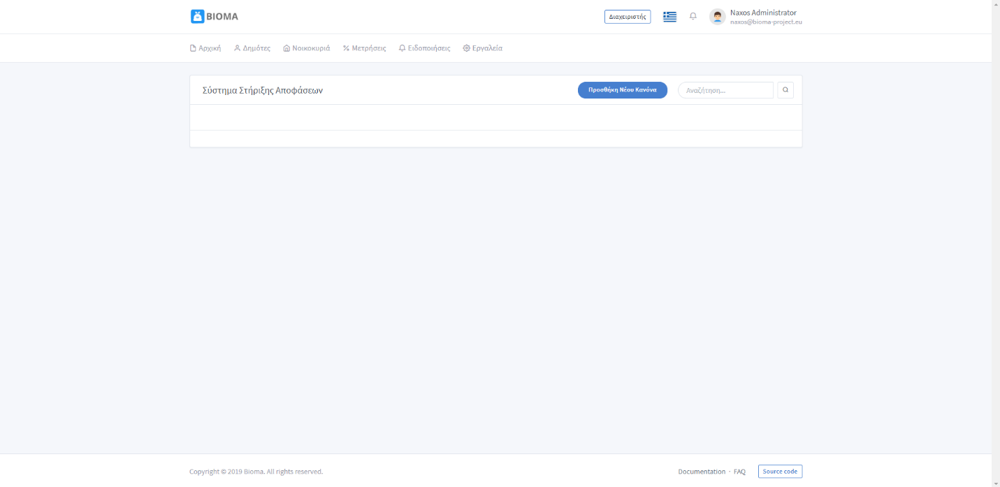 BIOMA
Διαχειριστής
Naxos Administrator
naxos@bioma-project.eu
Αρχική Δημότες Νοικοκυριά Μετρήσεις Ειδοποιήσεις Εργαλεία
Σύστημα Στήριξης Αποφάσεων
Προσθήκη Νέου Κανόνα
Αναζήτηση...
Copyright © 2019 Bioma. All rights reserved.
Documentation · FAQ
Source code